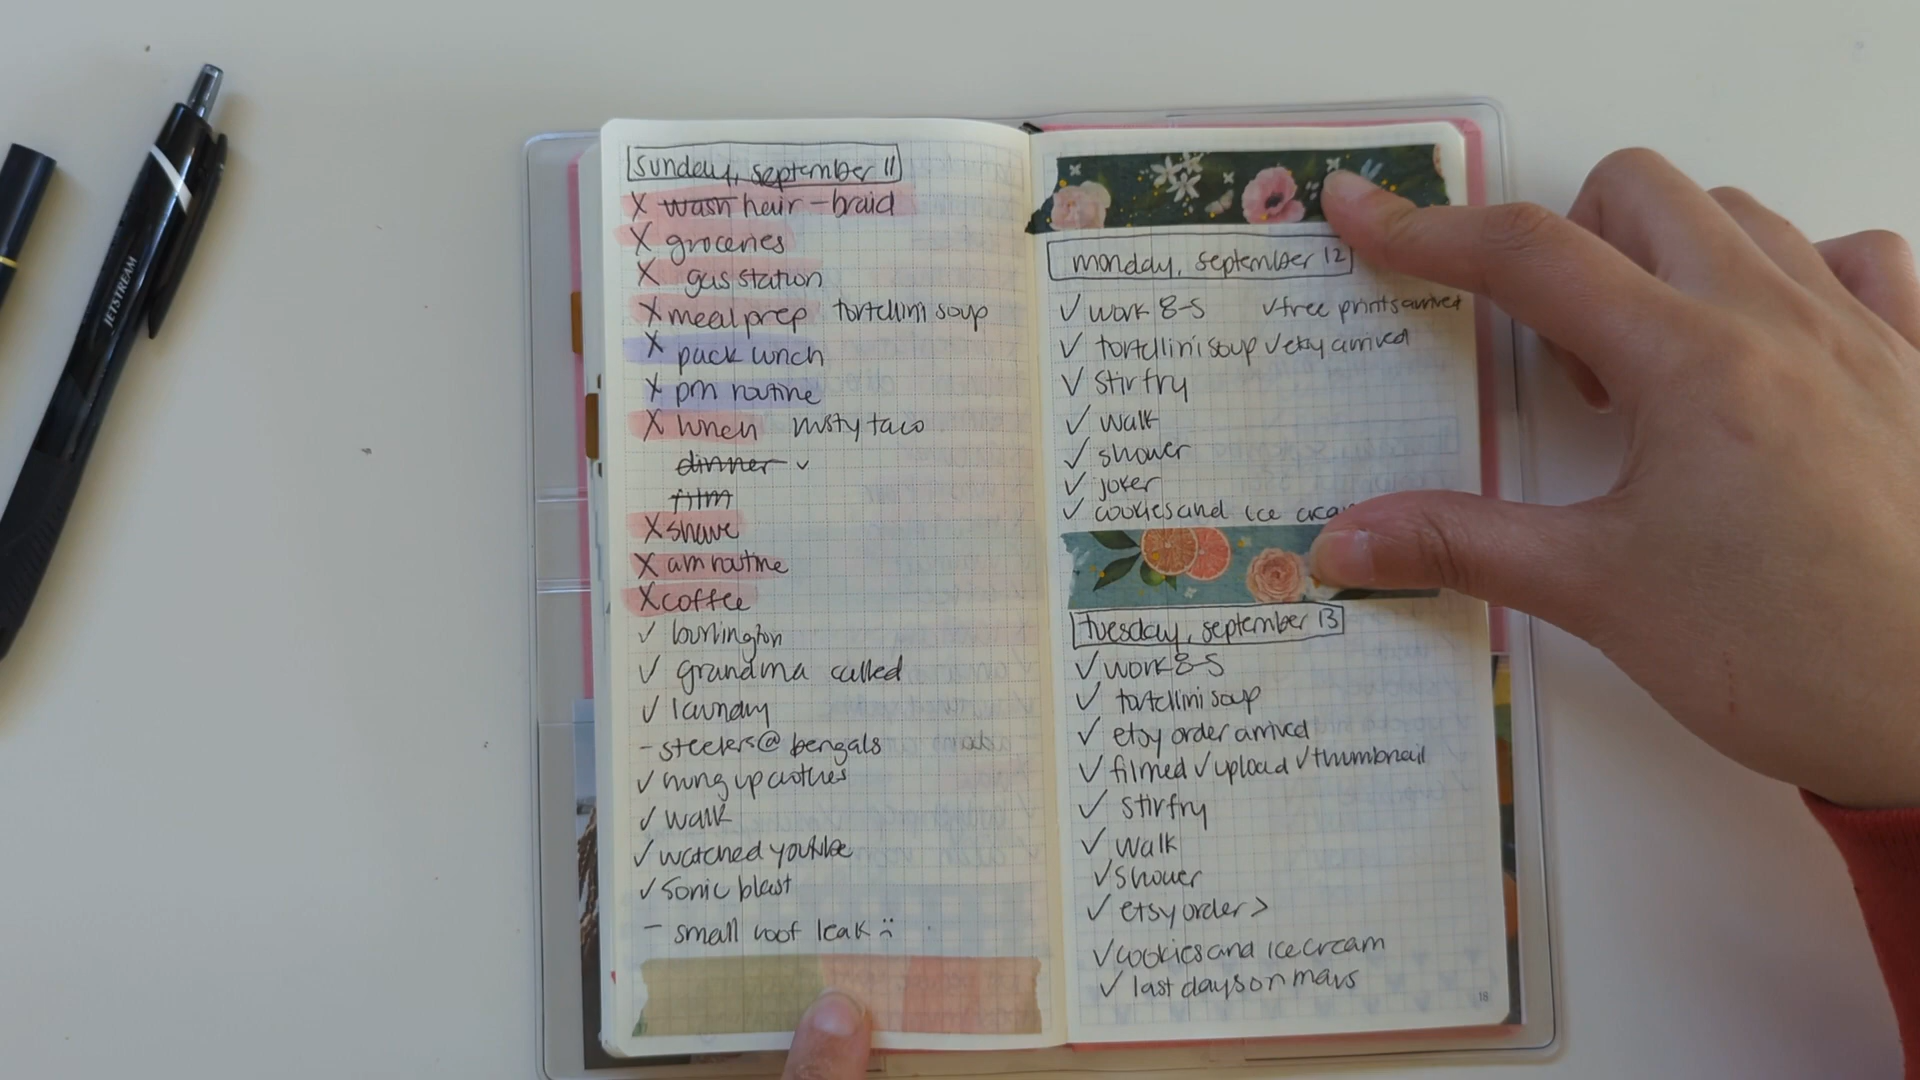 JETSTREAM
sunday, september 11
X wash hair - braid
X groceries
X gas station
X meal prep tortellini soup
X pack lunch
X pm routine
X lunch rusty taco
dinner ✓
film
X shave
X am routine
X coffee
✓ burlington
✓ grandma called
✓ laundry
- steelers @ bengals
✓ hung up clothes
✓ walk
✓ watched youtube
✓ sonic blast
- small roof leak :(
monday, september 12
✓ work 8-5 ✓ free prints arrived
✓ tortellini soup ✓ etsy arrived
✓ stir fry
✓ walk
✓ shower
✓ joker
✓ cookies and ice
tuesday, september 13
✓ work 8-5
✓ tortellini soup
✓ etsy order arrived
✓ filmed ✓ upload ✓ thumbnail
✓ stir fry
✓ walk
✓ shower
✓ etsy order >
✓ cookies and ice cream
✓ last days on mars
18